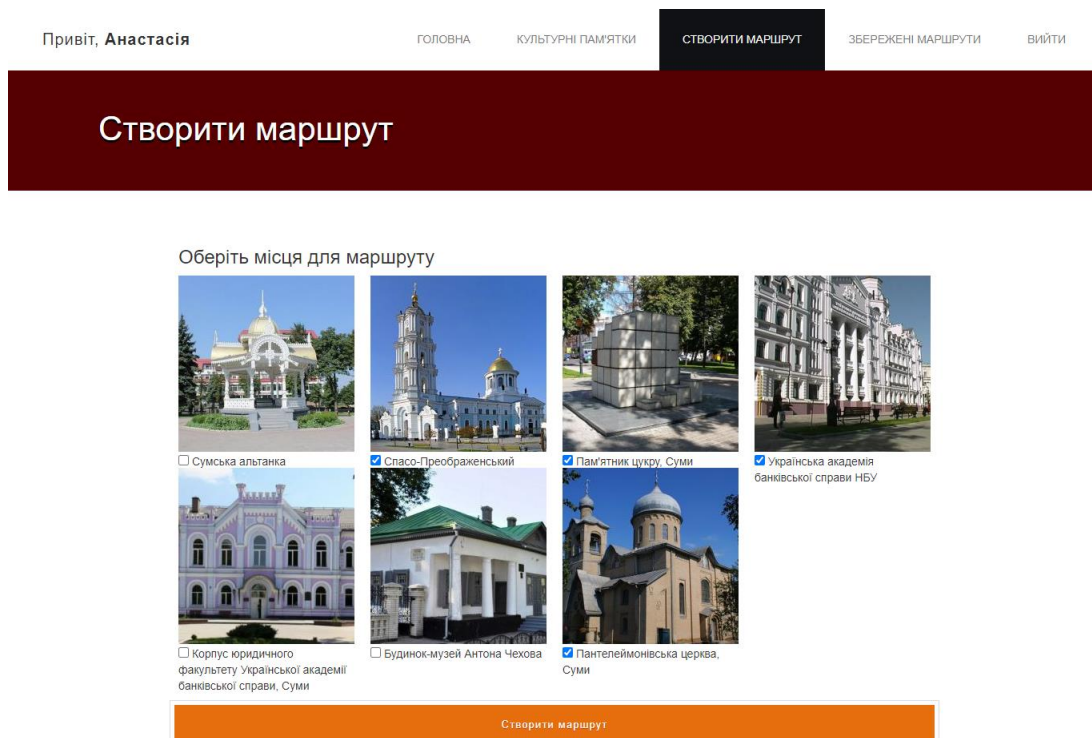 Привіт, Анастасія
ГОЛОВНА
КУЛЬТУРНІ ПАМ'ЯТКИ
СТВОРИТИ МАРШРУТ
ЗБЕРЕЖЕНІ МАРШРУТИ
ВИЙТИ
Створити маршрут
Оберіть місця для маршруту
Сумська альтанка
Спасо-Преображенський
Пам'ятник цукру, Суми
Українська академія
банківської справи НБУ
Корпус юридичного
факультету Української академії
банківської справи, Суми
Будинок-музей Антона Чехова
Пантелеймонівська церква,
Суми
Створити маршрут